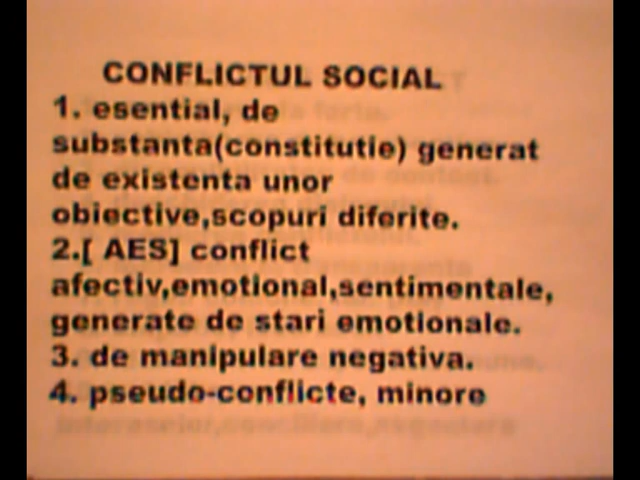 CONFLICTUL SOCIAL
1. esential, de
substanta(constitutie) generat
de existenta unor
obiective,scopuri diferite.
2.[ AES] conflict
afectiv,emotional,sentimentale,
generate de stari emotionale.
3. de manipulare negativa.
4. pseudo-conflicte, minore